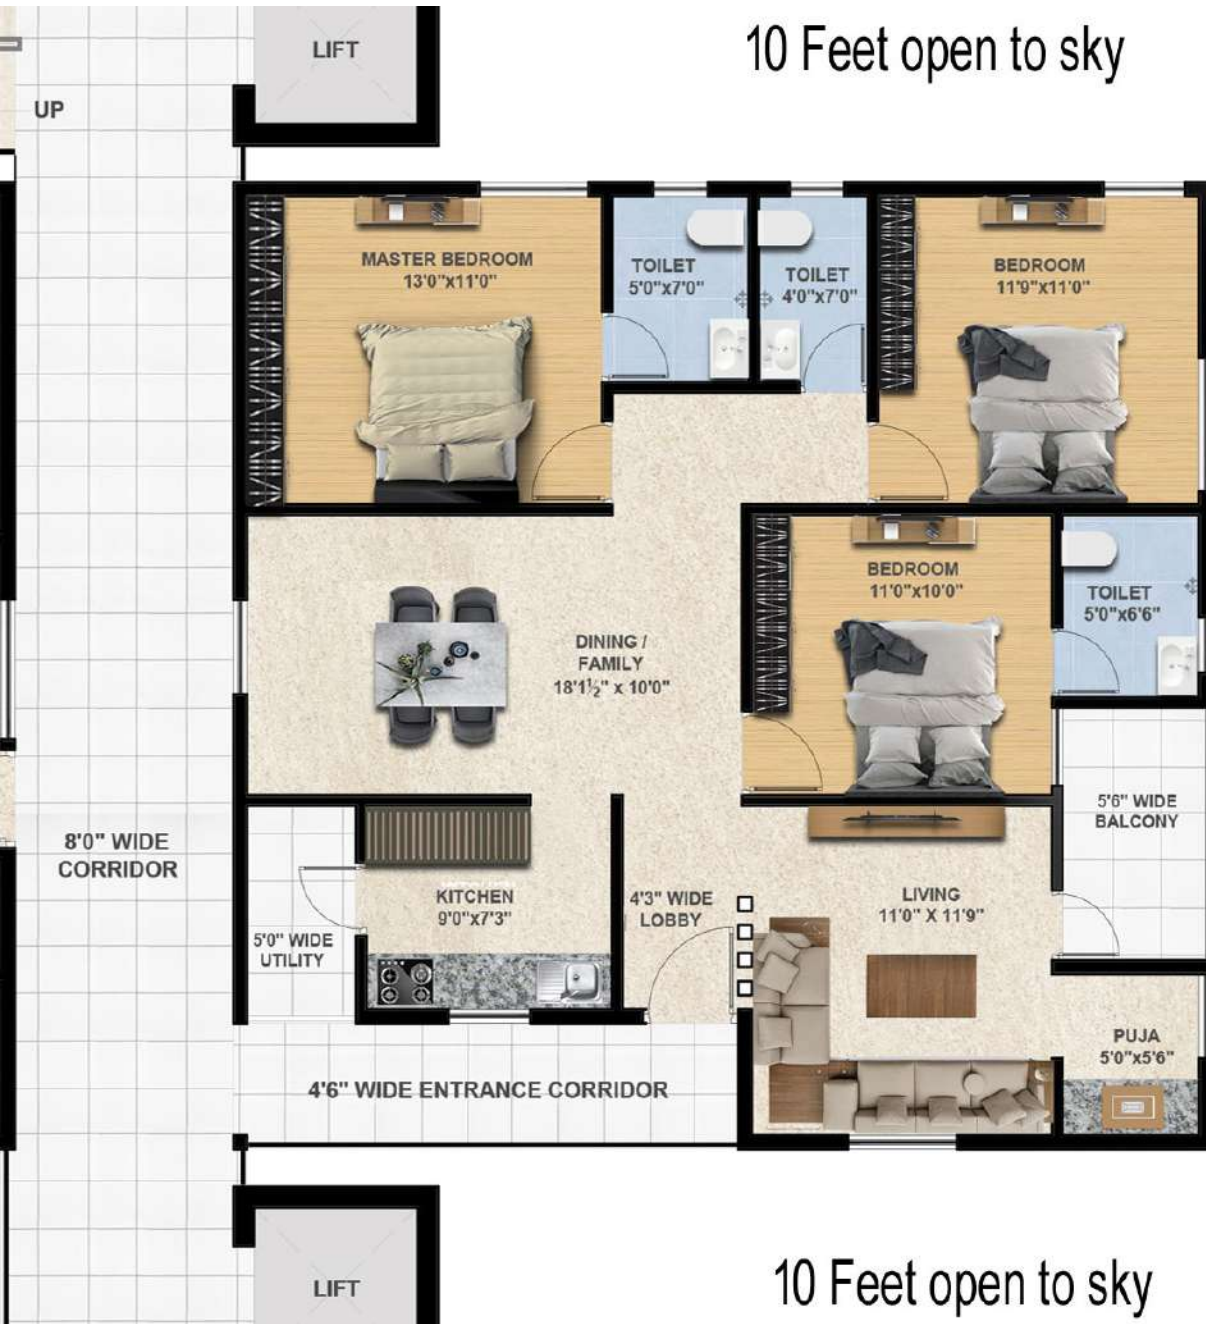 LIFT
10 Feet open to sky
UP
MASTER BEDROOM
13'0"x11'0"
TOILET
5'0"x7'0"
TOILET
4'0"x7'0"
BEDROOM
11'9"x11'0"
BEDROOM
11'0"x10'0"
TOILET
5'0"x6'6"
DINING /
FAMILY
18'1½" x 10'0"
8'0" WIDE
CORRIDOR
5'6" WIDE
BALCONY
KITCHEN
9'0"x7'3"
4'3" WIDE
LOBBY
LIVING
11'0" X 11'9"
5'0" WIDE
UTILITY
PUJA
5'0"x5'6"
4'6" WIDE ENTRANCE CORRIDOR
LIFT
10 Feet open to sky